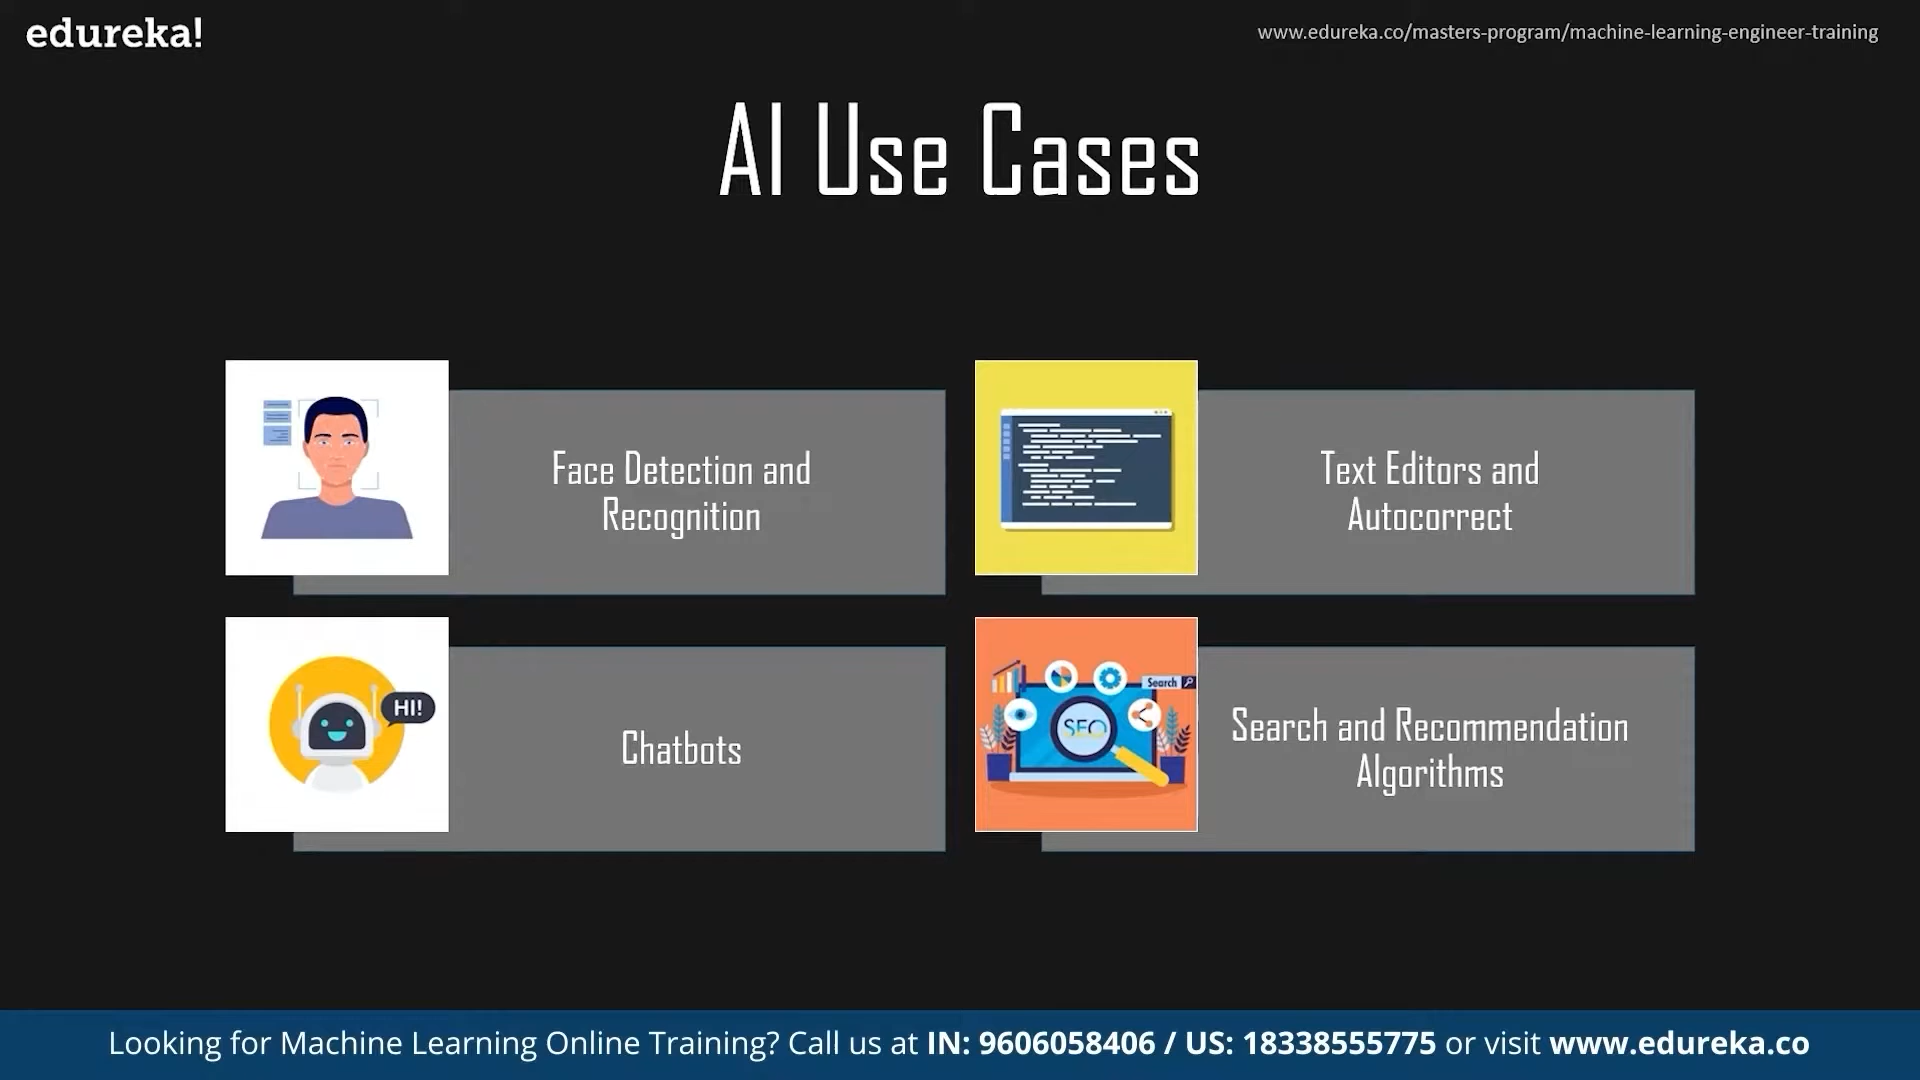 edureka!
www.edureka.co/masters-program/machine-learning-engineer-training
AI Use Cases
Face Detection and
Recognition
Text Editors and
Autocorrect
HI!
Chatbots
Search
SEO
Search and Recommendation
Algorithms
Looking for Machine Learning Online Training? Call us at IN: 9606058406 / US: 18338555775 or visit www.edureka.co